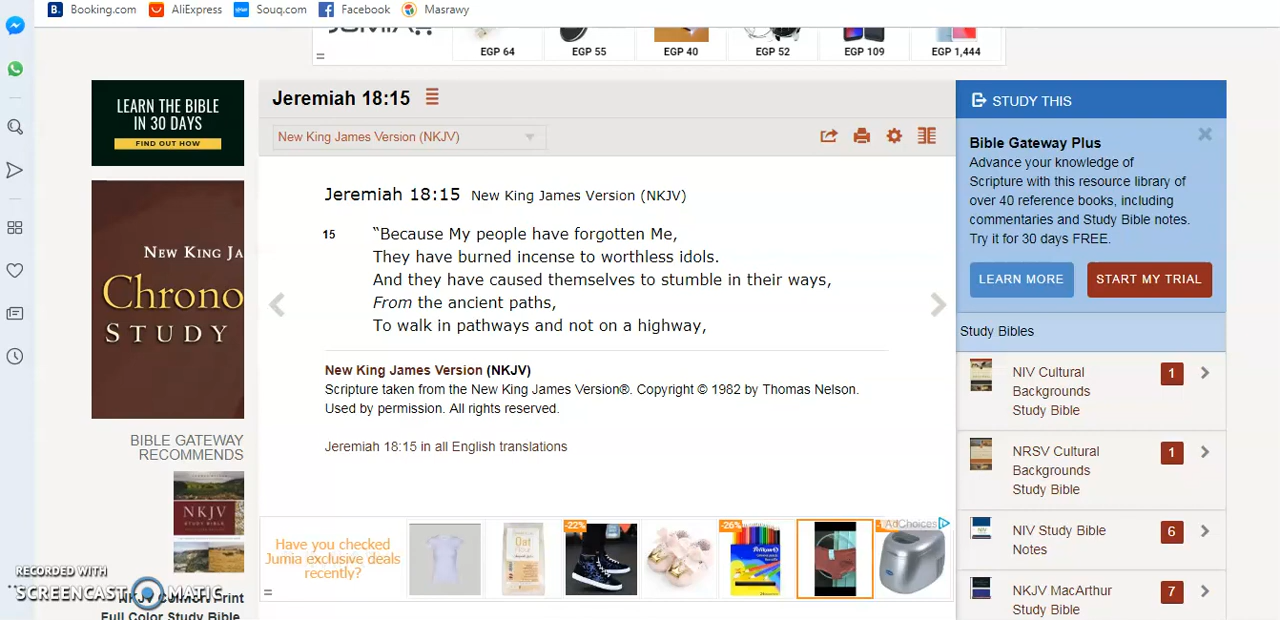 Booking.com
AliExpress
Souq.com
Facebook
Masrawy
EGP 64
EGP 55
EGP 40
EGP 52
EGP 109
EGP 1,444
LEARN THE BIBLE
IN 30 DAYS
FIND OUT HOW
NEW KING JA
Chrono
STUDY
BIBLE GATEWAY
RECOMMENDS
NKJV
RECORDED WITH
SCREENCAST MATIC
Print
Full Color Study Bible
Jeremiah 18:15
New King James Version (NKJV)
Jeremiah 18:15 New King James Version (NKJV)
15 “Because My people have forgotten Me,
They have burned incense to worthless idols.
And they have caused themselves to stumble in their ways,
From the ancient paths,
To walk in pathways and not on a highway,
New King James Version (NKJV)
Scripture taken from the New King James Version®. Copyright © 1982 by Thomas Nelson.
Used by permission. All rights reserved.
Jeremiah 18:15 in all English translations
Have you checked
Jumia exclusive deals
recently?
Oat
-22%
-26%
Pelikan
AdChoices
STUDY THIS
Bible Gateway Plus
Advance your knowledge of
Scripture with this resource library of
over 40 reference books, including
commentaries and Study Bible notes.
Try it for 30 days FREE.
LEARN MORE
START MY TRIAL
Study Bibles
NIV Cultural
Backgrounds
Study Bible
1
NRSV Cultural
Backgrounds
Study Bible
1
NIV Study Bible
Notes
6
NKJV MacArthur
Study Bible
7